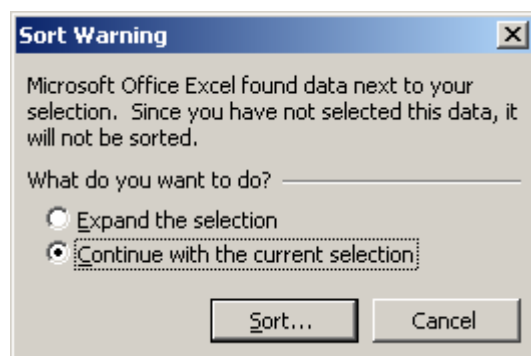 Sort Warning
Microsoft Office Excel found data next to your
selection.  Since you have not selected this data, it
will not be sorted.
What do you want to do?
Expand the selection
Continue with the current selection
Sort...
Cancel